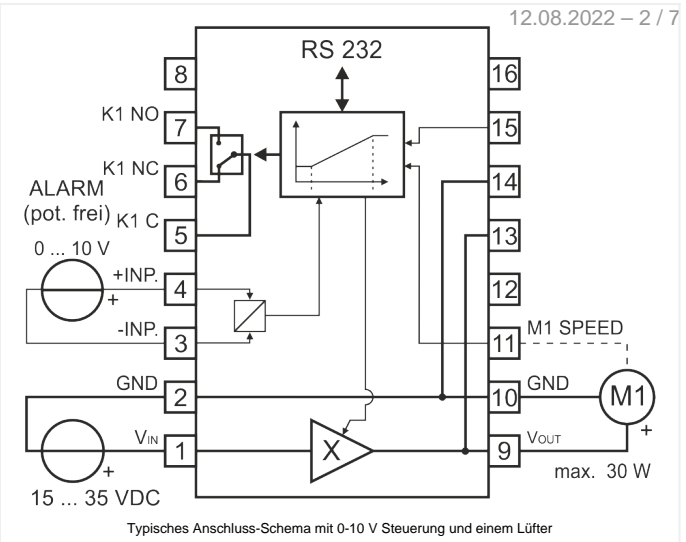 12.08.2022 – 2 / 7
RS 232
8
16
K1 NO
7
15
K1 NC
6
14
ALARM
(pot. frei)
K1 C
5
13
0 ... 10 V
+INP.
+
4
12
-INP.
3
11
M1 SPEED
GND
2
10
GND
M1
+
VIN
1
X
9
VOUT
+
15 ... 35 VDC
max. 30 W
Typisches Anschluss-Schema mit 0-10 V Steuerung und einem Lüfter